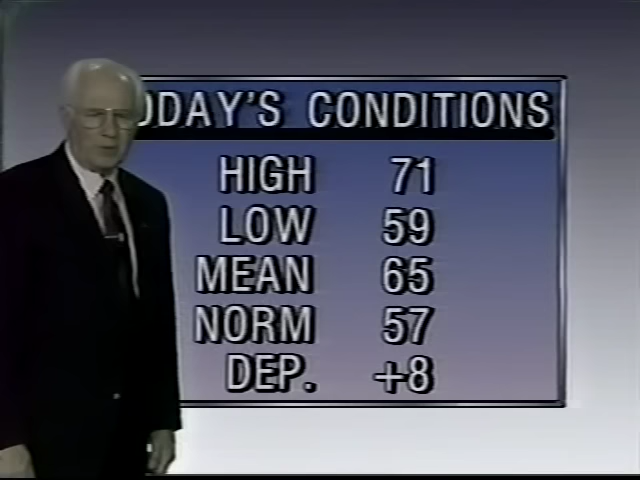 ODAY'S CONDITIONS
HIGH 71
LOW 59
MEAN 65
NORM 57
DEP. +8